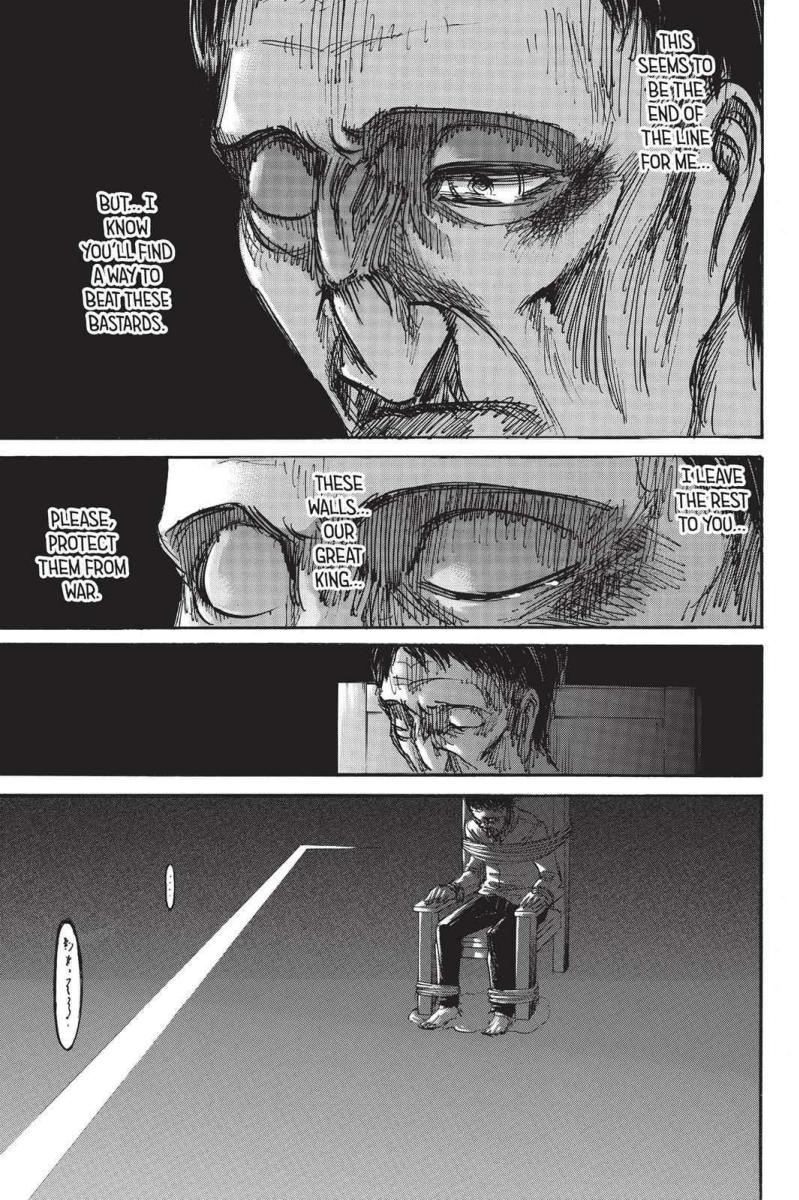 THIS
SEEMS TO
BE THE
END OF
THE LINE
FOR ME...
BUT... I
KNOW
YOU'LL FIND
A WAY TO
BEAT THESE
BASTARDS.
I LEAVE
THE REST
TO YOU...
THESE
WALLS...
OUR
GREAT
KING...
PLEASE,
PROTECT
THEM FROM
WAR.